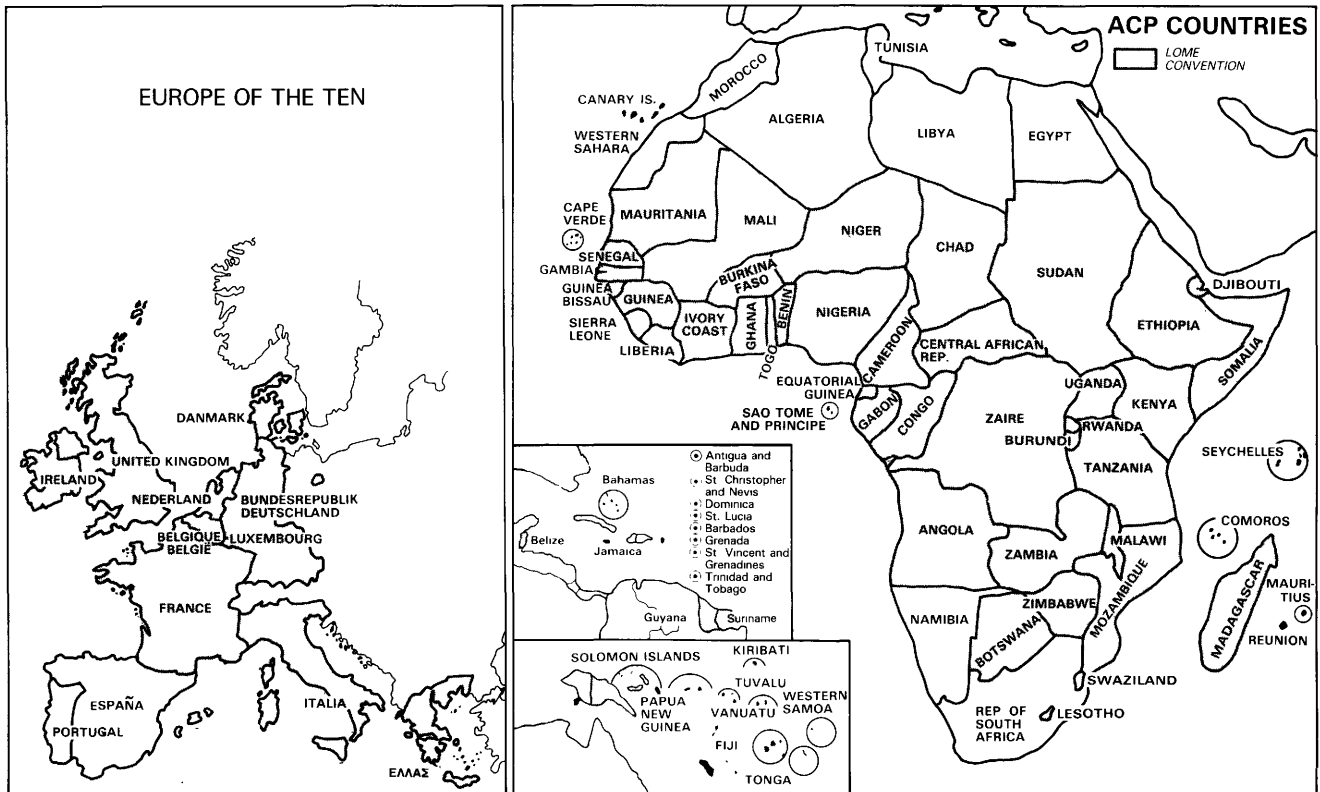 EUROPE OF THE TEN
DANMARK
UNITED KINGDOM
IRELAND
NEDERLAND
BUNDESREPUBLIK
DEUTSCHLAND
BELGIQUE
BELGIË
LUXEMBOURG
FRANCE
ESPAÑA
PORTUGAL
ITALIA
ΕΛΛΑΣ
ACP COUNTRIES
LOME
CONVENTION
TUNISIA
MOROCCO
CANARY IS.
ALGERIA
WESTERN
SAHARA
LIBYA
EGYPT
CAPE
VERDE
MAURITANIA
MALI
NIGER
CHAD
SUDAN
SENEGAL
GAMBIA
BURKINA
FASO
DJIBOUTI
GUINEA
BISSAU
GUINEA
IVORY
COAST
GHANA
TOGO
BENIN
NIGERIA
CAMEROON
ETHIOPIA
SIERRA
LEONE
LIBERIA
CENTRAL AFRICAN
REP.
SOMALIA
EQUATORIAL
GUINEA
UGANDA
KENYA
SAO TOME
AND PRINCIPE
GABON
CONGO
ZAIRE
RWANDA
BURUNDI
TANZANIA
SEYCHELLES
ANGOLA
ZAMBIA
MALAWI
COMOROS
MOZAMBIQUE
MADAGASCAR
MAURI-
TIUS
REUNION
NAMIBIA
ZIMBABWE
BOTSWANA
SWAZILAND
REP OF
SOUTH
AFRICA
LESOTHO
Bahamas
Belize
Jamaica
Antigua and
Barbuda
St Christopher
and Nevis
Dominica
St. Lucia
Barbados
Grenada
St Vincent and
Grenadines
Trinidad and
Tobago
Guyana
Suriname
SOLOMON ISLANDS
KIRIBATI
TUVALU
PAPUA
NEW
GUINEA
VANUATU
WESTERN
SAMOA
FIJI
TONGA